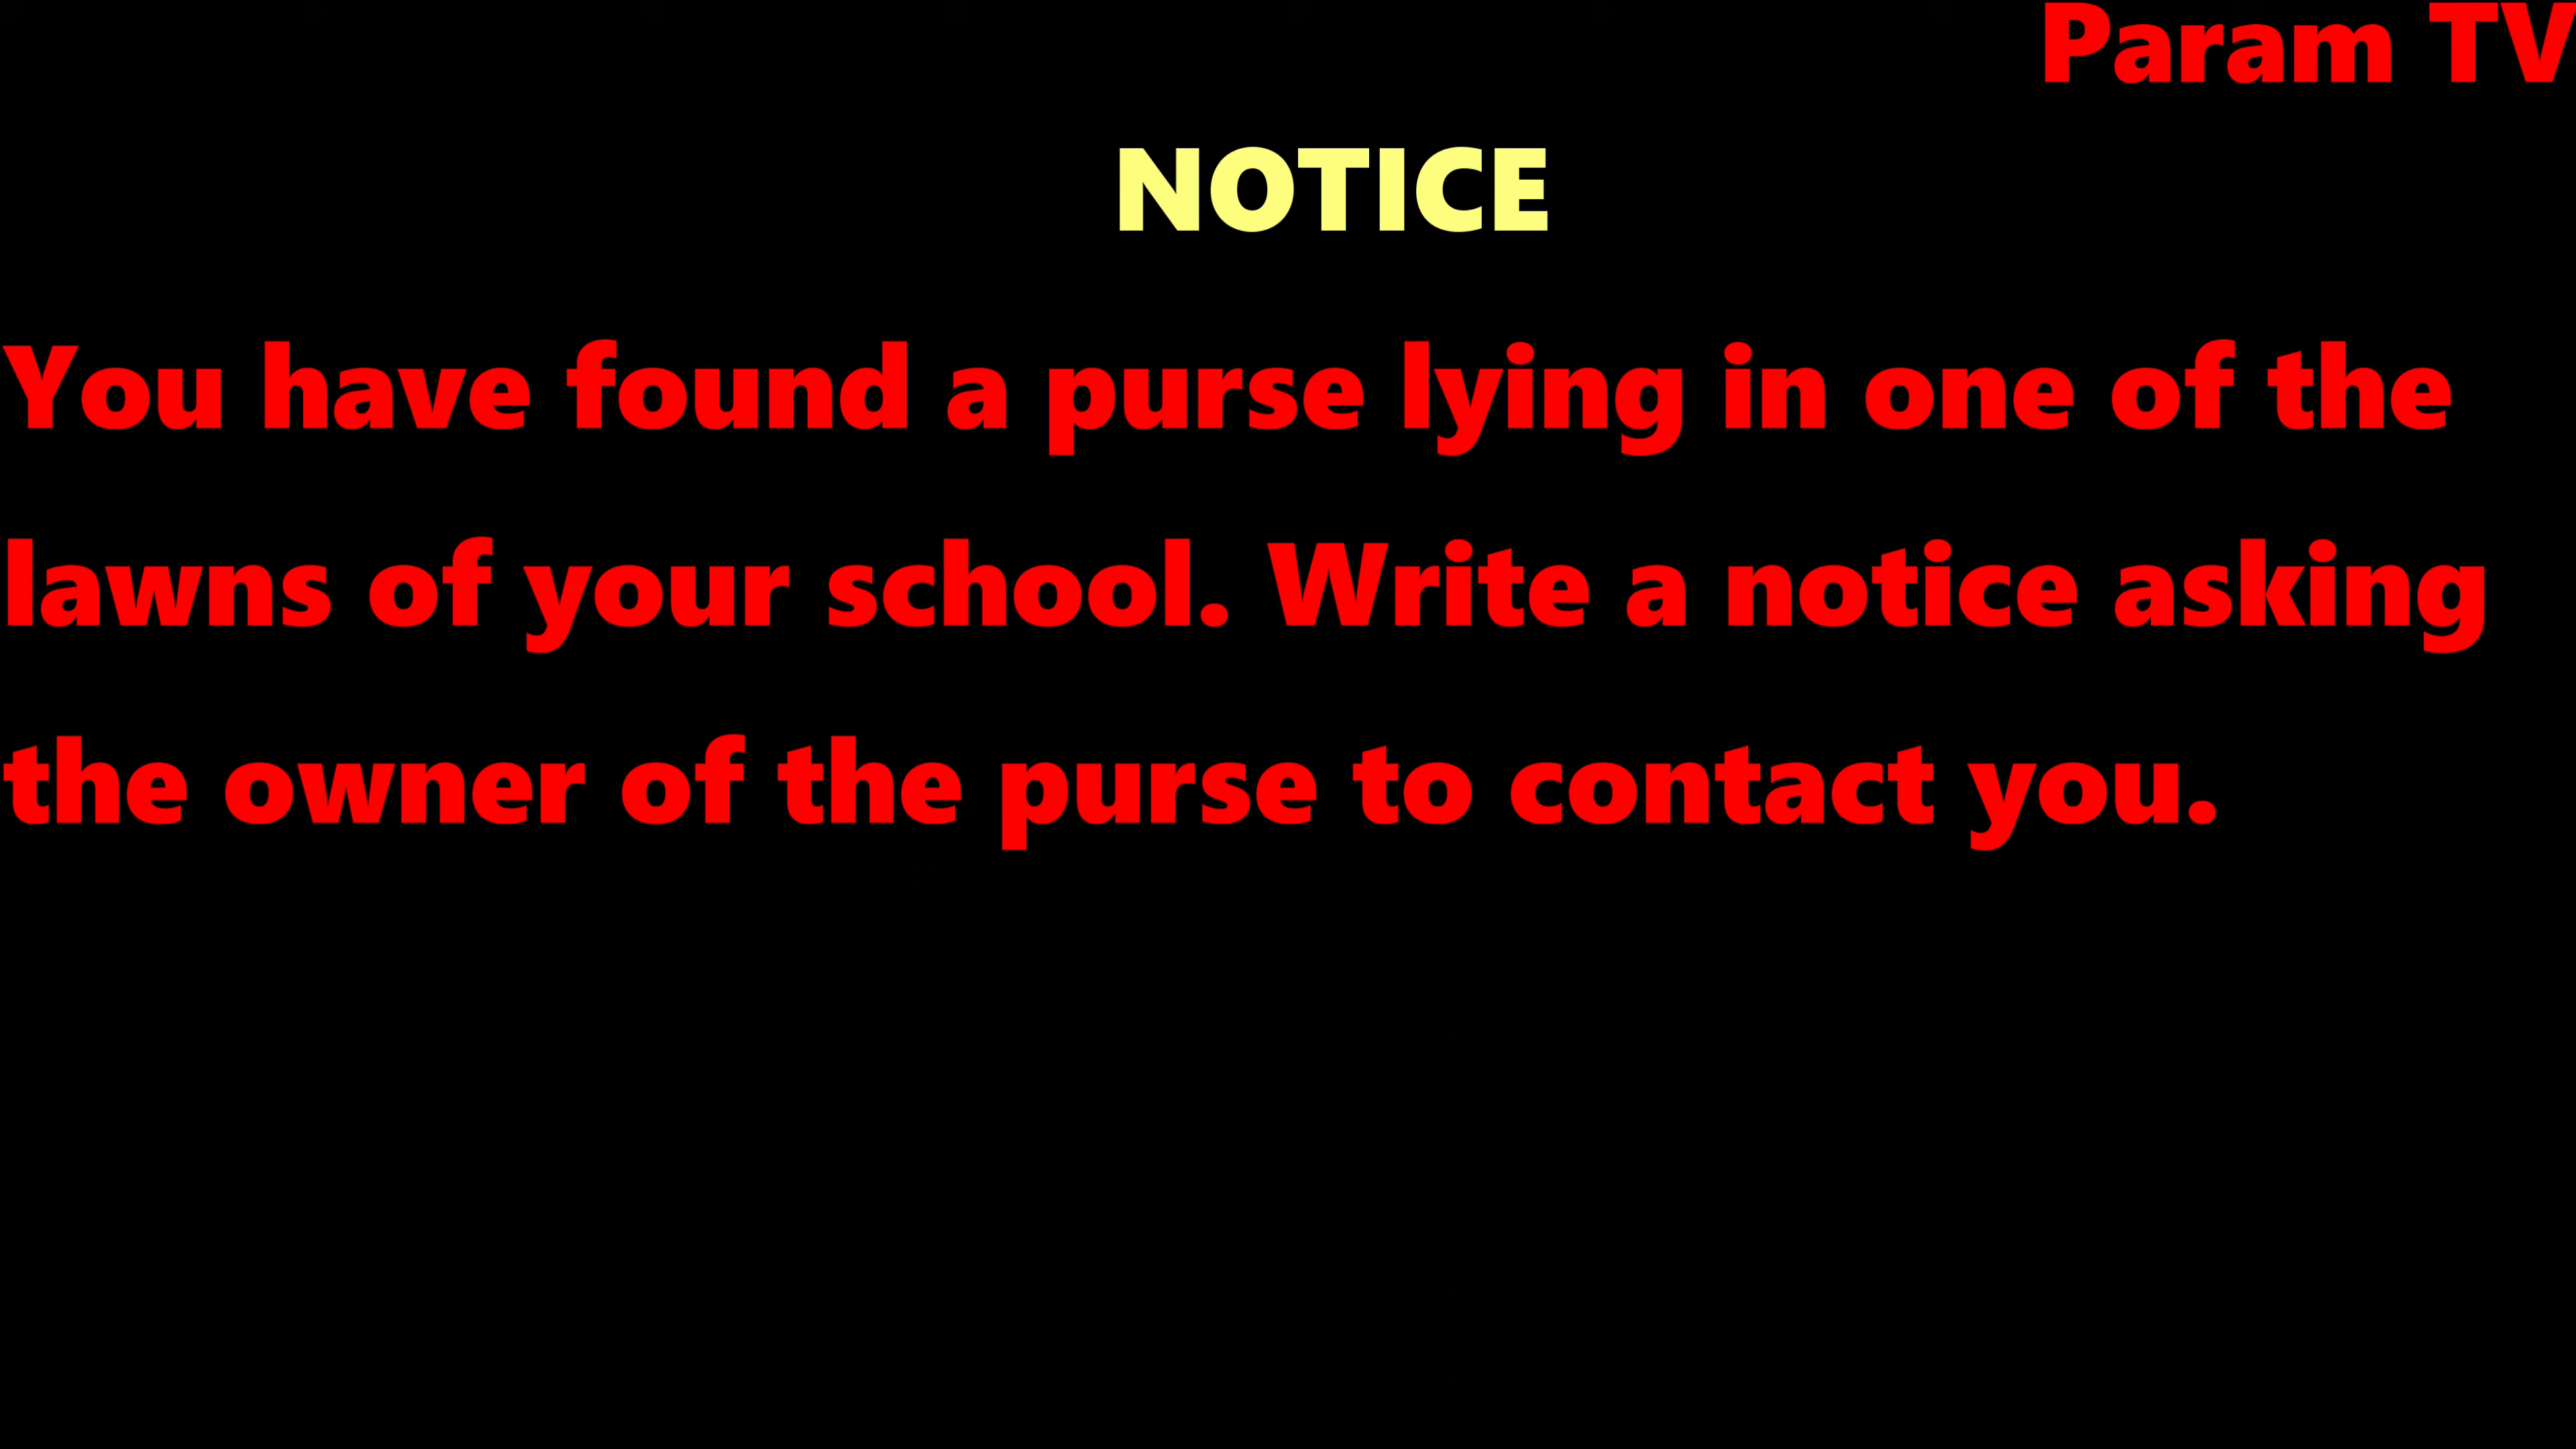 Param TV
NOTICE
You have found a purse lying in one of the
lawns of your school. Write a notice asking
the owner of the purse to contact you.